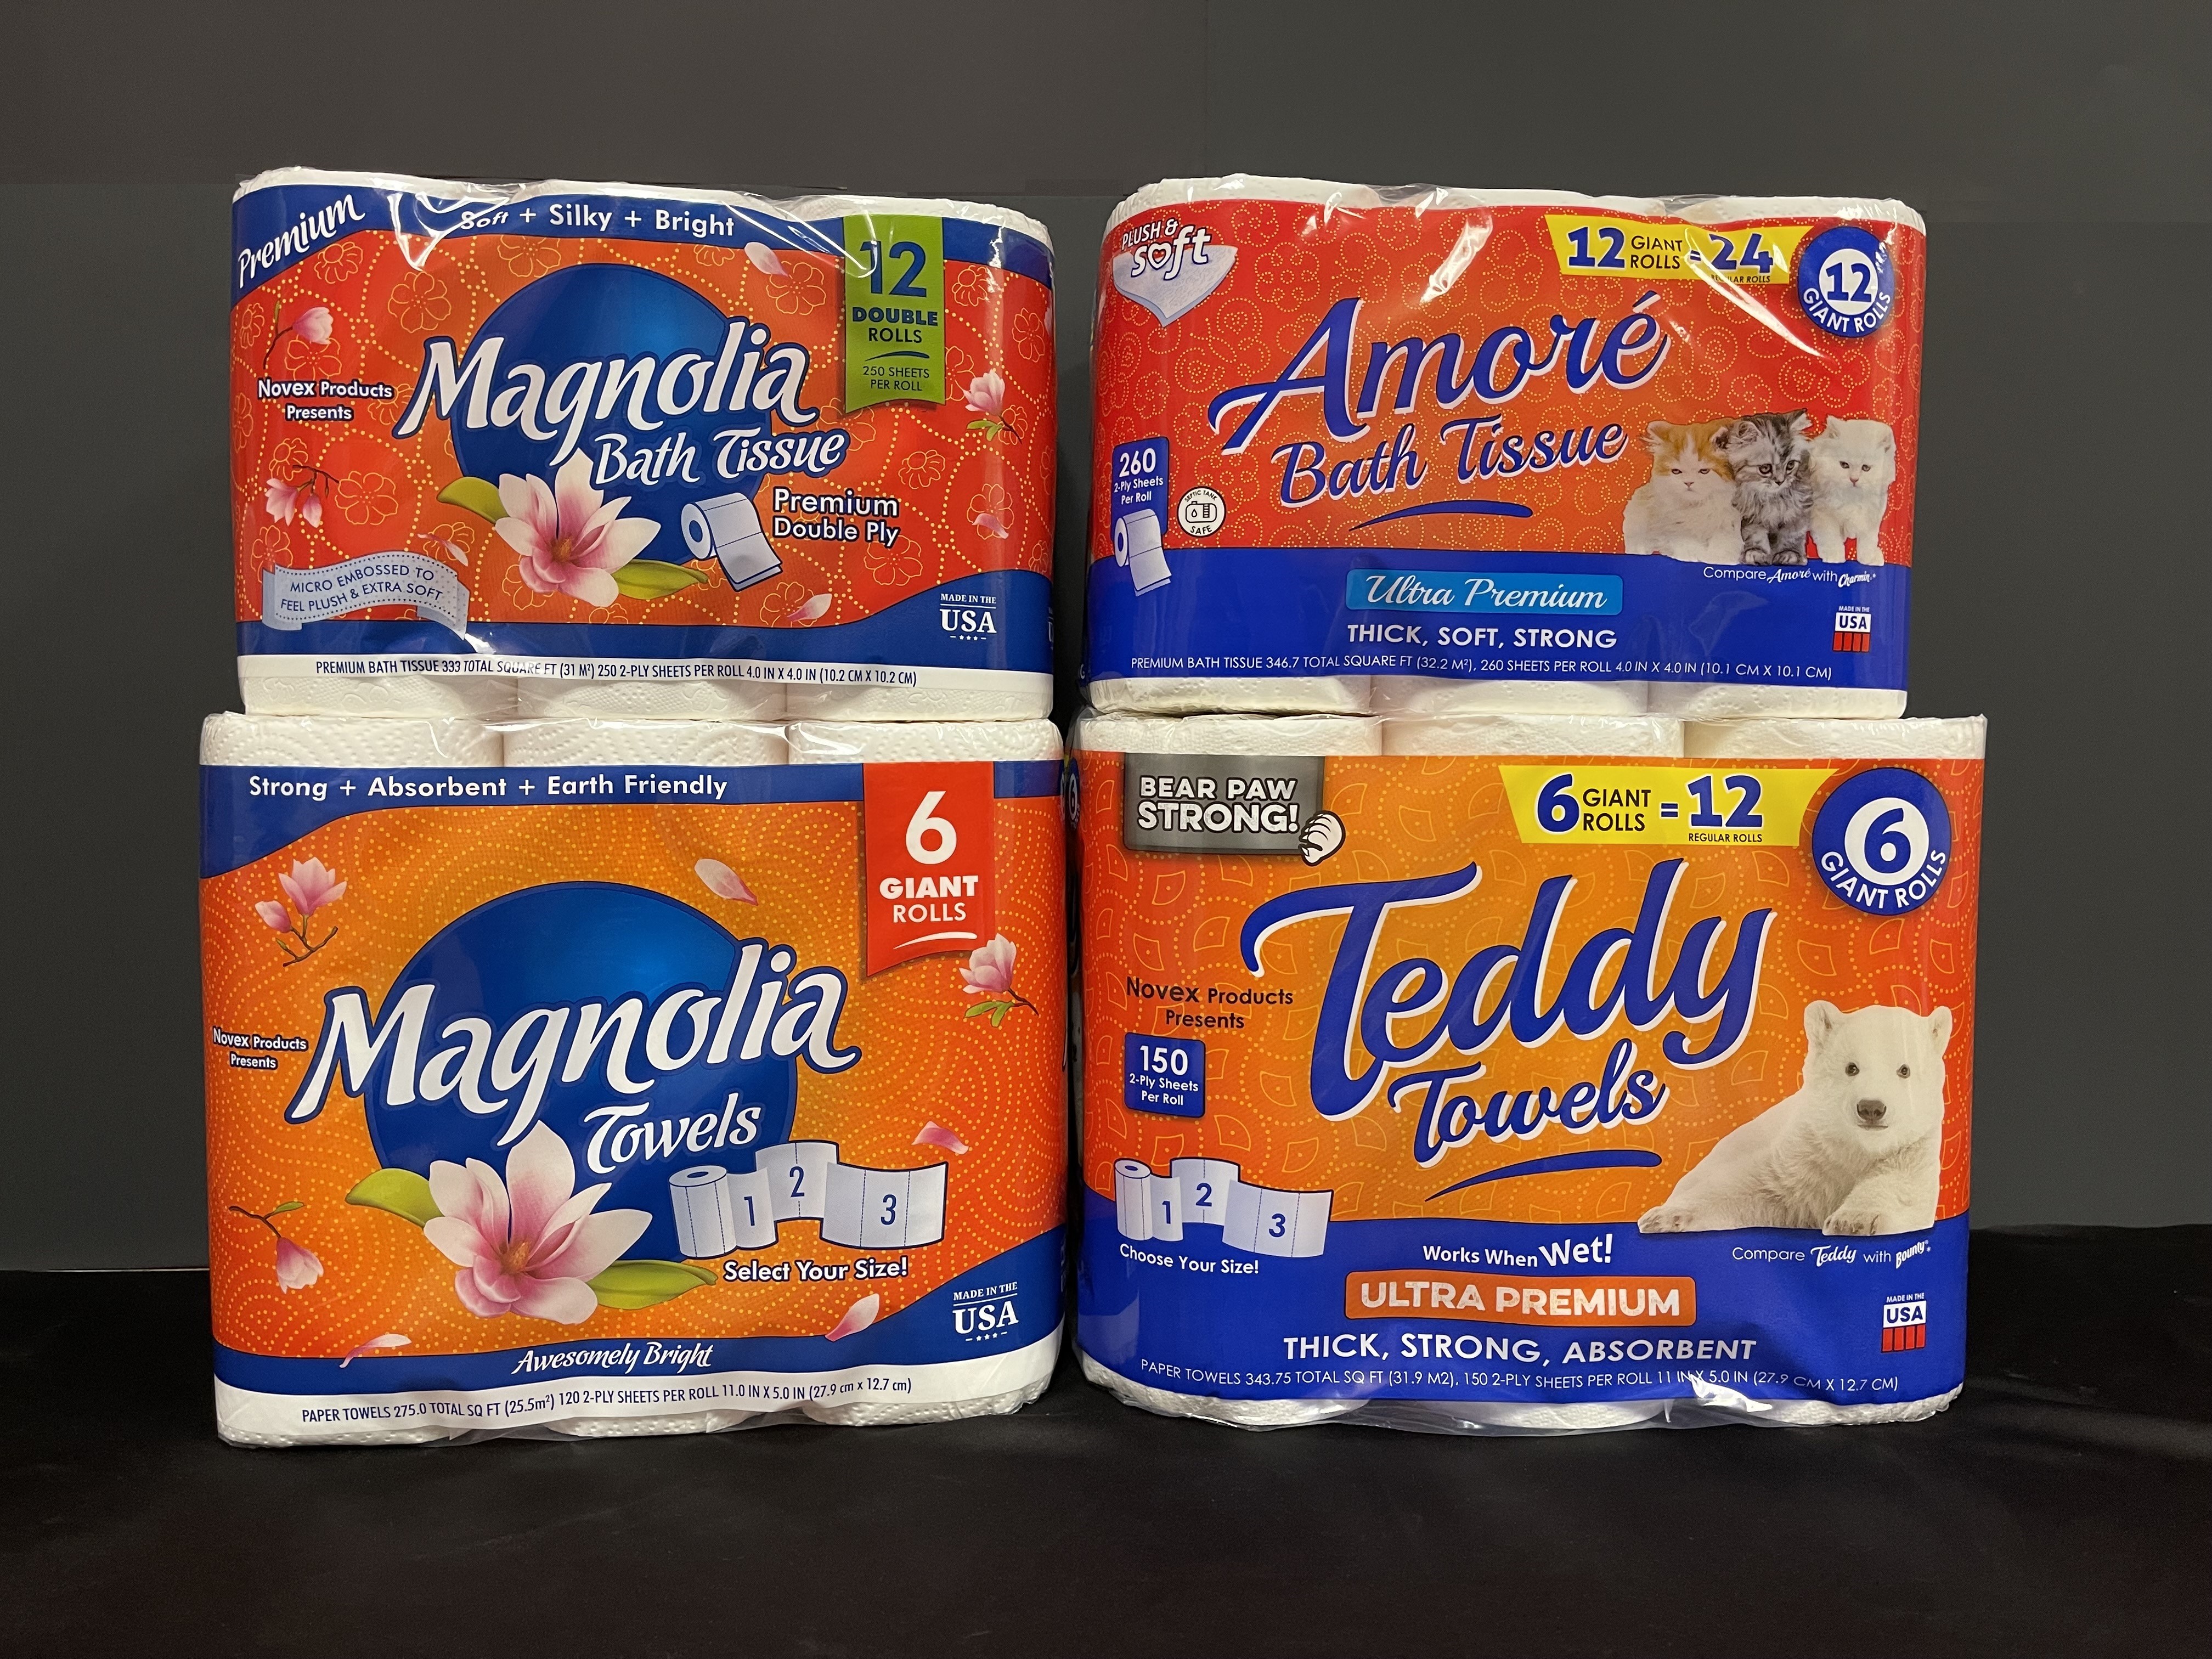 Premium
Soft + Silky + Bright
12
DOUBLE
ROLLS
250 SHEETS
PER ROLL
Novex Products
Presents
Magnolia
Bath Tissue
Premium
Double Ply
MICRO EMBOSSED TO
FEEL PLUSH & EXTRA SOFT
MADE IN THE
USA
PREMIUM BATH TISSUE 333 TOTAL SQUARE FT (31 M²) 250 2-PLY SHEETS PER ROLL 4.0 IN X 4.0 IN (10.2 CM X 10.2 CM)
PLUSH &
soft
12 GIANT ROLLS = 24
REGULAR ROLLS
12
GIANT ROLLS
Amoré
Bath Tissue
260
2-Ply Sheets
Per Roll
SEPTIC TANK
SAFE
Compare Amoré with Charmin®
Ultra Premium
MADE IN THE
USA
THICK, SOFT, STRONG
PREMIUM BATH TISSUE 346.7 TOTAL SQUARE FT (32.2 M²), 260 SHEETS PER ROLL 4.0 IN X 4.0 IN (10.1 CM X 10.1 CM)
Strong + Absorbent + Earth Friendly
6
GIANT
ROLLS
Novex Products
Presents
Magnolia
Towels
1 2 3
Select Your Size!
MADE IN THE
USA
Awesomely Bright
PAPER TOWELS 275.0 TOTAL SQ FT (25.5m²) 120 2-PLY SHEETS PER ROLL 11.0 IN X 5.0 IN (27.9 cm x 12.7 cm)
BEAR PAW
STRONG!
6 GIANT ROLLS = 12
REGULAR ROLLS
6
GIANT ROLLS
Teddy
Towels
Novex Products
Presents
150
2-Ply Sheets
Per Roll
1 2 3
Choose Your Size!
Works When Wet!
Compare Teddy with Bounty®
ULTRA PREMIUM
MADE IN THE
USA
THICK, STRONG, ABSORBENT
PAPER TOWELS 343.75 TOTAL SQ FT (31.9 M2), 150 2-PLY SHEETS PER ROLL 11 IN X 5.0 IN (27.9 CM X 12.7 CM)